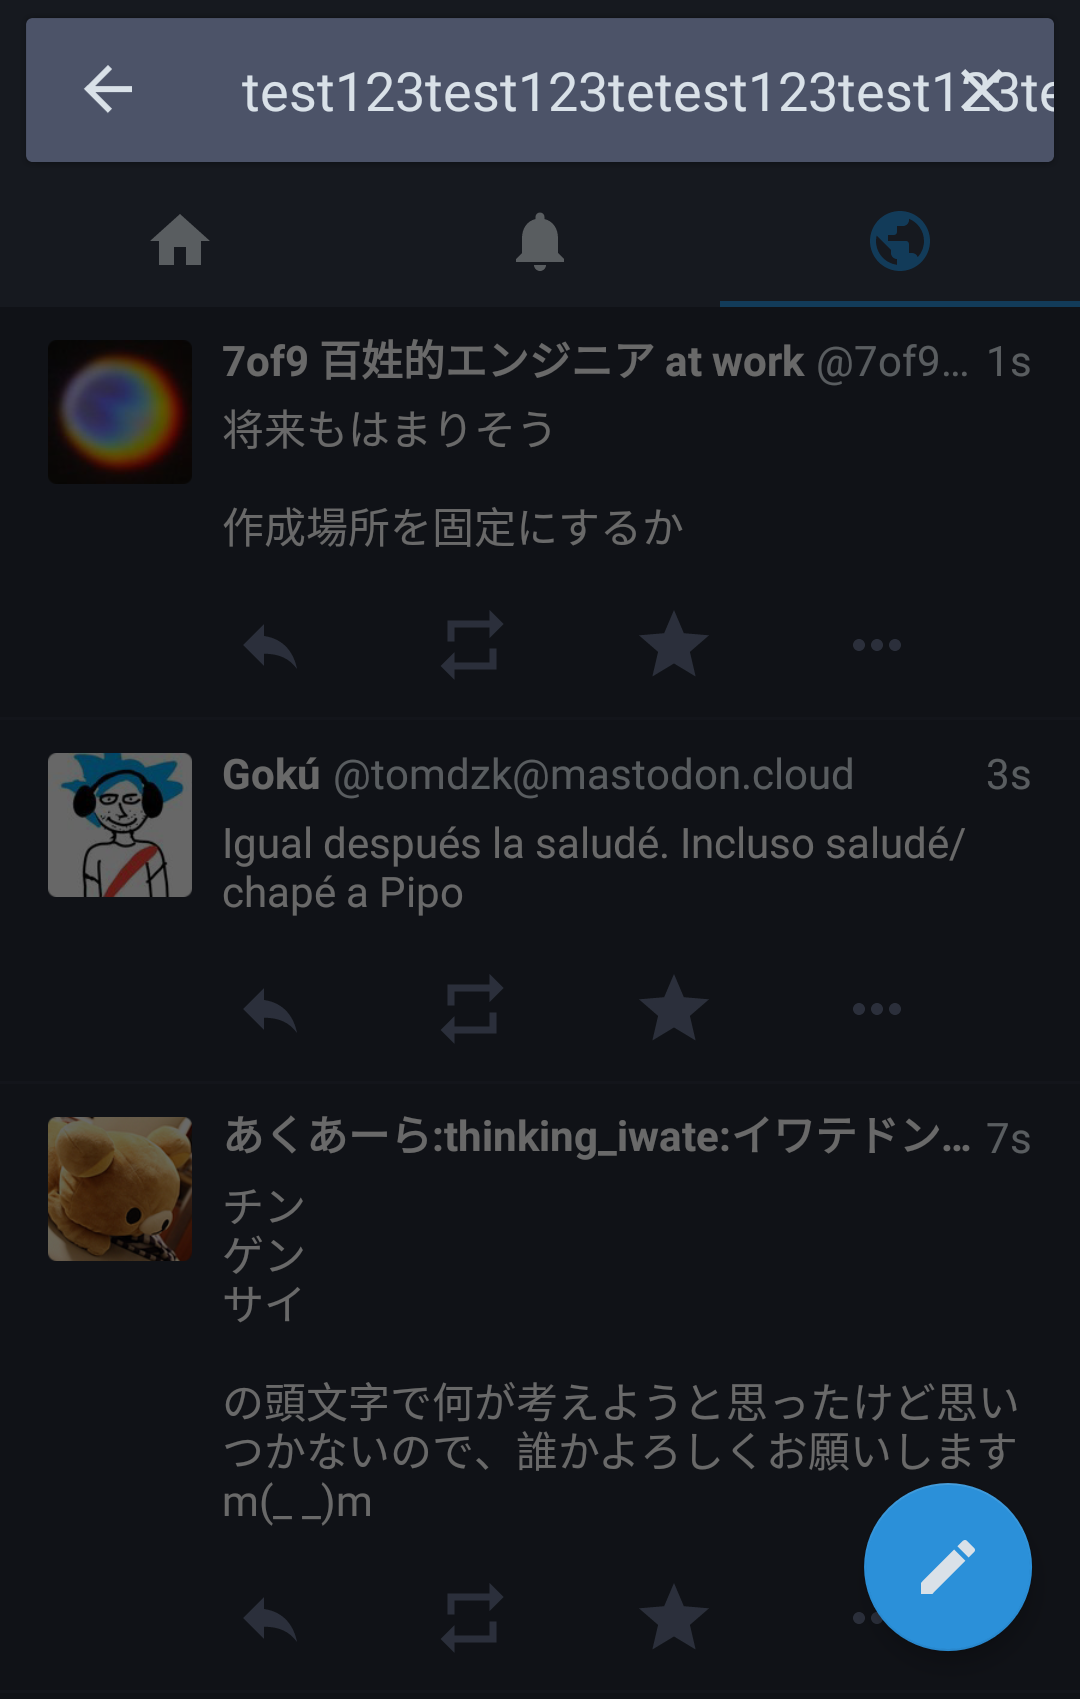 test123test123tetest123test123te
7of9 百姓的エンジニア at work @7of9... 1s
将来もはまりそう
作成場所を固定にするか
Gokú @tomdzk@mastodon.cloud 3s
Igual después la saludé. Incluso saludé/
chapé a Pipo
あくあーら:thinking_iwate:イワテドン... 7s
チン
ゲン
サイ
の頭文字で何が考えようと思ったけど思い
つかないので、誰かよろしくお願いします
m(_ _)m